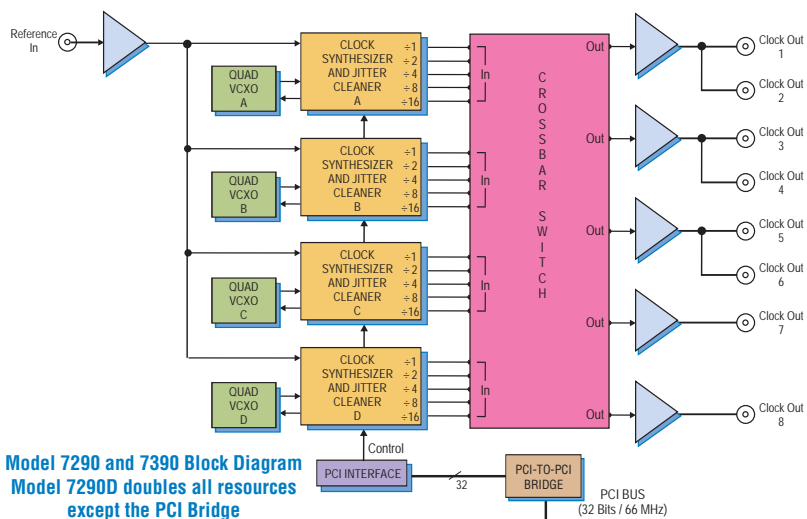 Reference
In
CLOCK
SYNTHESIZER
AND JITTER
CLEANER
A
÷1
÷2
÷4
÷8
÷16
QUAD
VCXO
A
In
CLOCK
SYNTHESIZER
AND JITTER
CLEANER
B
÷1
÷2
÷4
÷8
÷16
QUAD
VCXO
B
In
CLOCK
SYNTHESIZER
AND JITTER
CLEANER
C
÷1
÷2
÷4
÷8
÷16
QUAD
VCXO
C
In
CLOCK
SYNTHESIZER
AND JITTER
CLEANER
D
÷1
÷2
÷4
÷8
÷16
QUAD
VCXO
D
In
CROSSBAR SWITCH
Out
Clock Out
1
Clock Out
2
Out
Clock Out
3
Clock Out
4
Out
Clock Out
5
Clock Out
6
Out
Clock Out
7
Out
Clock Out
8
Control
PCI INTERFACE
32
PCI-TO-PCI
BRIDGE
PCI BUS
(32 Bits / 66 MHz)
Model 7290 and 7390 Block Diagram
Model 7290D doubles all resources
except the PCI Bridge